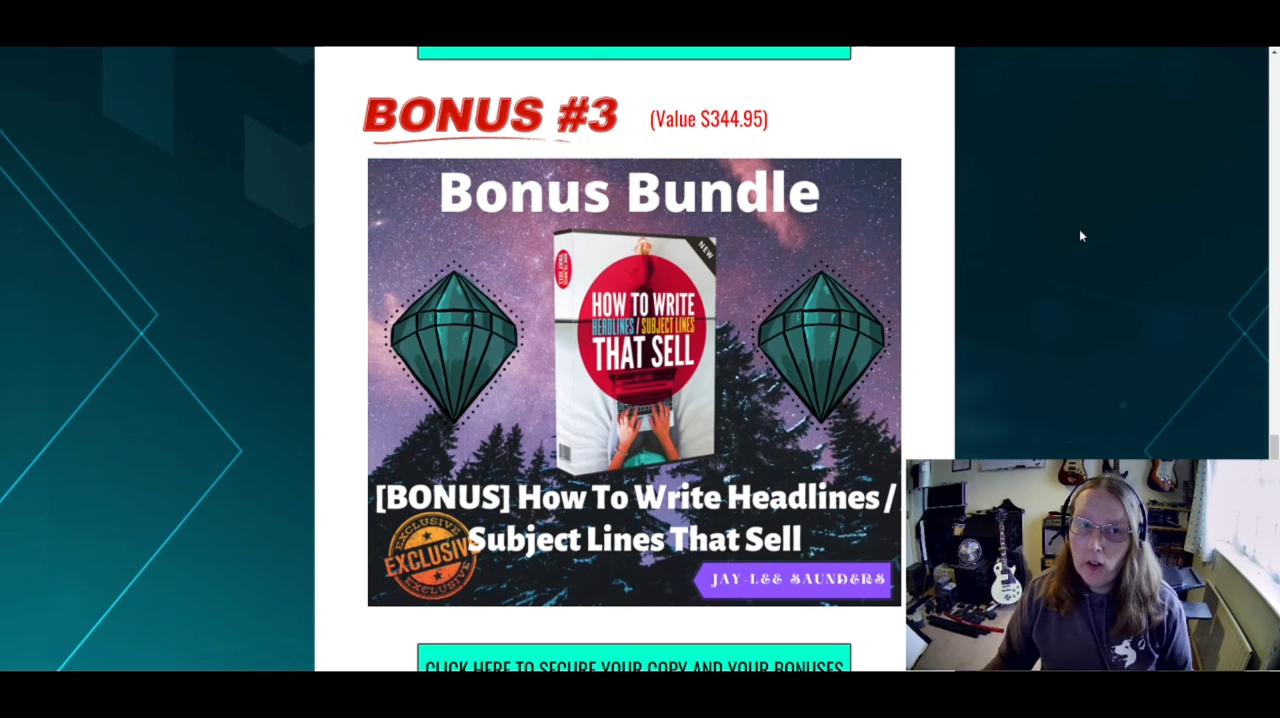 BONUS #3
(Value $344.95)
Bonus Bundle
NEW
HOW TO WRITE
HEADLINES / SUBJECT LINES
THAT SELL
[BONUS] How To Write Headlines /
Subject Lines That Sell
EXCLUSIVE
EXCLUSIV
EXCLUSIVE
JAY-LEE SAUNDERS
CLICK HERE TO SECURE YOUR COPY AND YOUR BONUSES